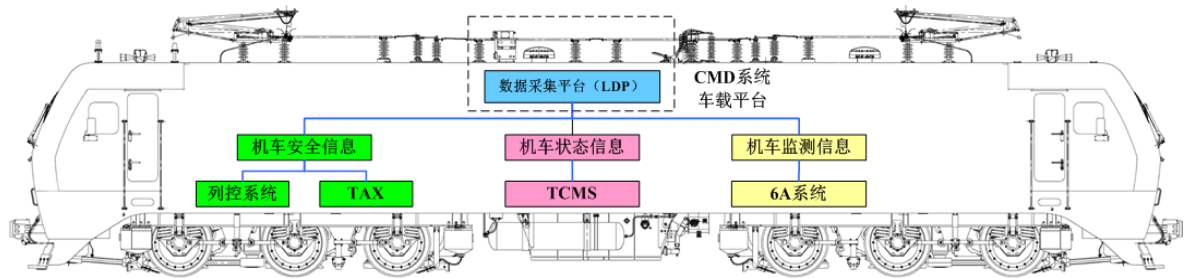 数据采集平台（LDP）
CMD系统
车载平台
机车安全信息
机车状态信息
机车监测信息
列控系统
TAX
TCMS
6A系统